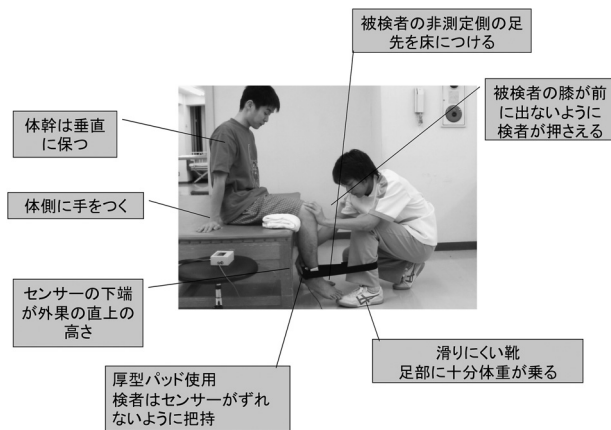 被検者の非測定側の足
先を床につける
被検者の膝が前
に出ないように
検者が押さえる
体幹は垂直
に保つ
体側に手をつく
センサーの下端
が外果の直上の
高さ
厚型パッド使用
検者はセンサーがずれ
ないように把持
滑りにくい靴
足部に十分体重が乗る